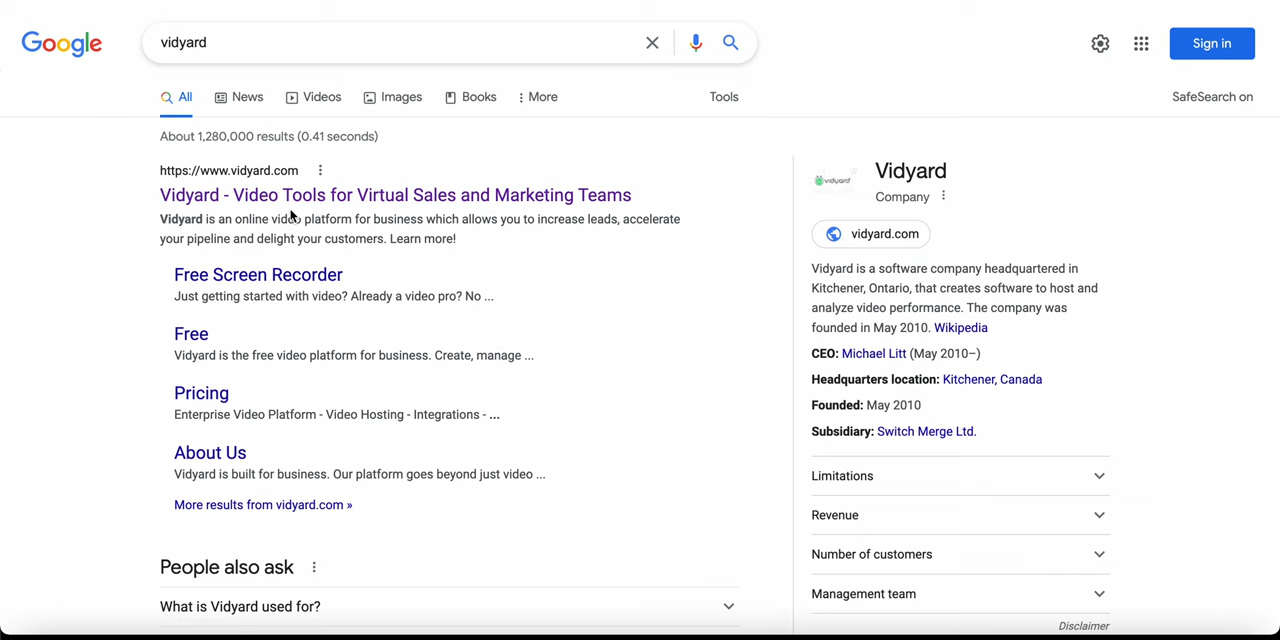 Google
vidyard
Sign in
All
News
Videos
Images
Books
More
Tools
SafeSearch on
About 1,280,000 results (0.41 seconds)
https://www.vidyard.com
Vidyard - Video Tools for Virtual Sales and Marketing Teams
Vidyard is an online video platform for business which allows you to increase leads, accelerate
your pipeline and delight your customers. Learn more!
Free Screen Recorder
Just getting started with video? Already a video pro? No ...
Free
Vidyard is the free video platform for business. Create, manage ...
Pricing
Enterprise Video Platform - Video Hosting - Integrations - ...
About Us
Vidyard is built for business. Our platform goes beyond just video ...
More results from vidyard.com »
People also ask
What is Vidyard used for?
vidyard
Vidyard
Company
vidyard.com
Vidyard is a software company headquartered in
Kitchener, Ontario, that creates software to host and
analyze video performance. The company was
founded in May 2010. Wikipedia
CEO: Michael Litt (May 2010–)
Headquarters location: Kitchener, Canada
Founded: May 2010
Subsidiary: Switch Merge Ltd.
Limitations
Revenue
Number of customers
Management team
Disclaimer